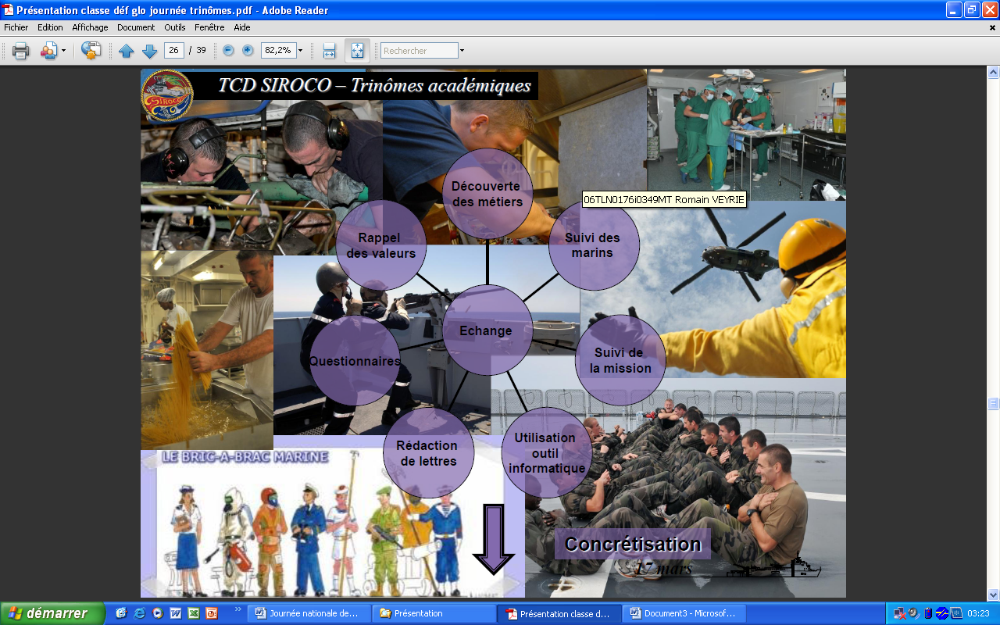 Présentation classe déf glo journée trinômes.pdf - Adobe Reader
Fichier Edition Affichage Document Outils Fenêtre Aide
26 / 39 82,2% Rechercher
TCD SIROCO – Trinômes académiques
SIROCO
Découverte
des métiers
06TLN0176i0349MT Romain VEYRIE
Rappel
des valeurs
Suivi des
marins
Echange
Questionnaires
Suivi de
la mission
Rédaction
de lettres
Utilisation
outil
informatique
LE BRIC-A-BRAC MARINE
Concrétisation
17 mars
démarrer
Journée nationale de...
Présentation
Présentation classe d...
Document3 - Microsof...
03:23